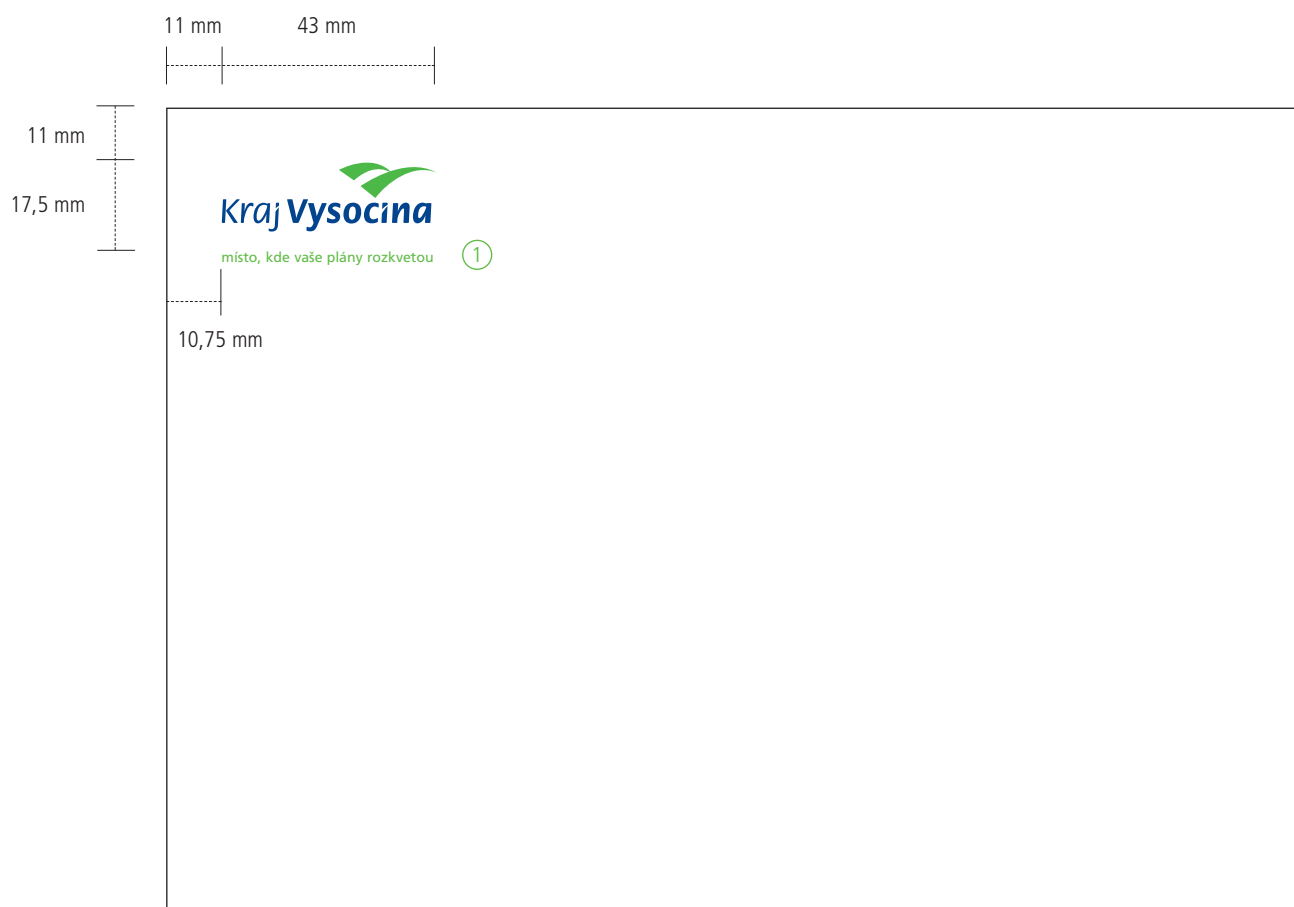 11 mm 43 mm
11 mm
17,5 mm
Kraj Vysočina
místo, kde vaše plány rozkvetou 1
10,75 mm